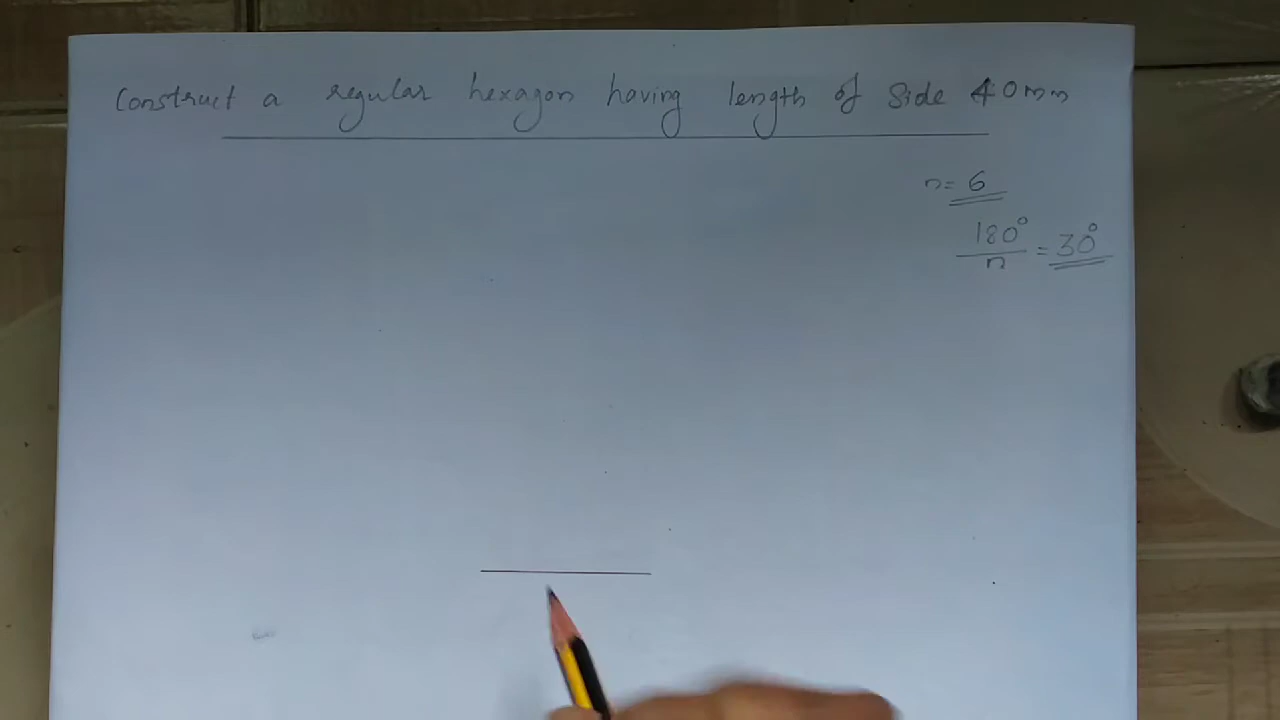 Construct a regular hexagon having length of Side 40mm
n= 6
180°/n = 30°